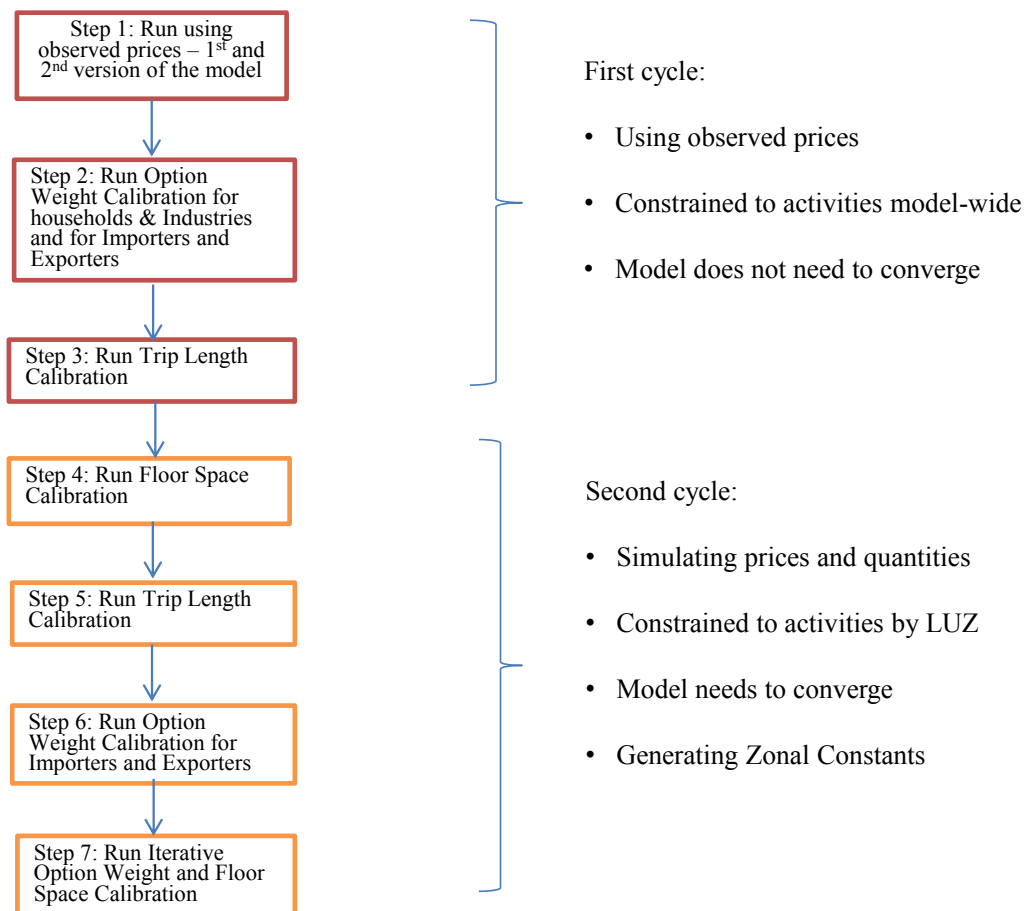 Step 1: Run using
observed prices – 1st and
2nd version of the model
Step 2: Run Option
Weight Calibration for
households & Industries
and for Importers and
Exporters
Step 3: Run Trip Length
Calibration
First cycle:
• Using observed prices
• Constrained to activities model-wide
• Model does not need to converge
Step 4: Run Floor Space
Calibration
Step 5: Run Trip Length
Calibration
Step 6: Run Option
Weight Calibration for
Importers and Exporters
Step 7: Run Iterative
Option Weight and Floor
Space Calibration
Second cycle:
• Simulating prices and quantities
• Constrained to activities by LUZ
• Model needs to converge
• Generating Zonal Constants